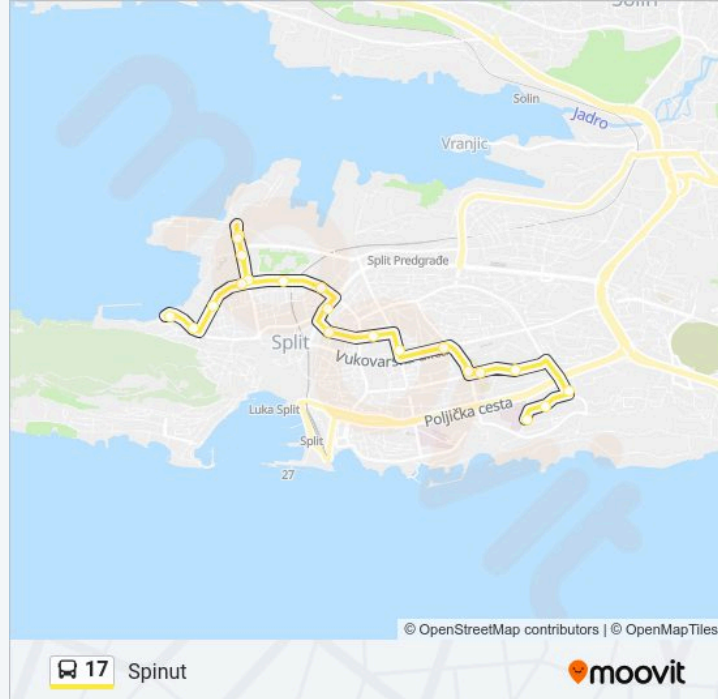 Solin
Solin
Jadro
Vranjic
Split Predgrađe
Split
Vukovarska
Luka Split
Poljička cesta
Split
27
© OpenStreetMap contributors | © OpenMapTiles
17 Spinut
moovit